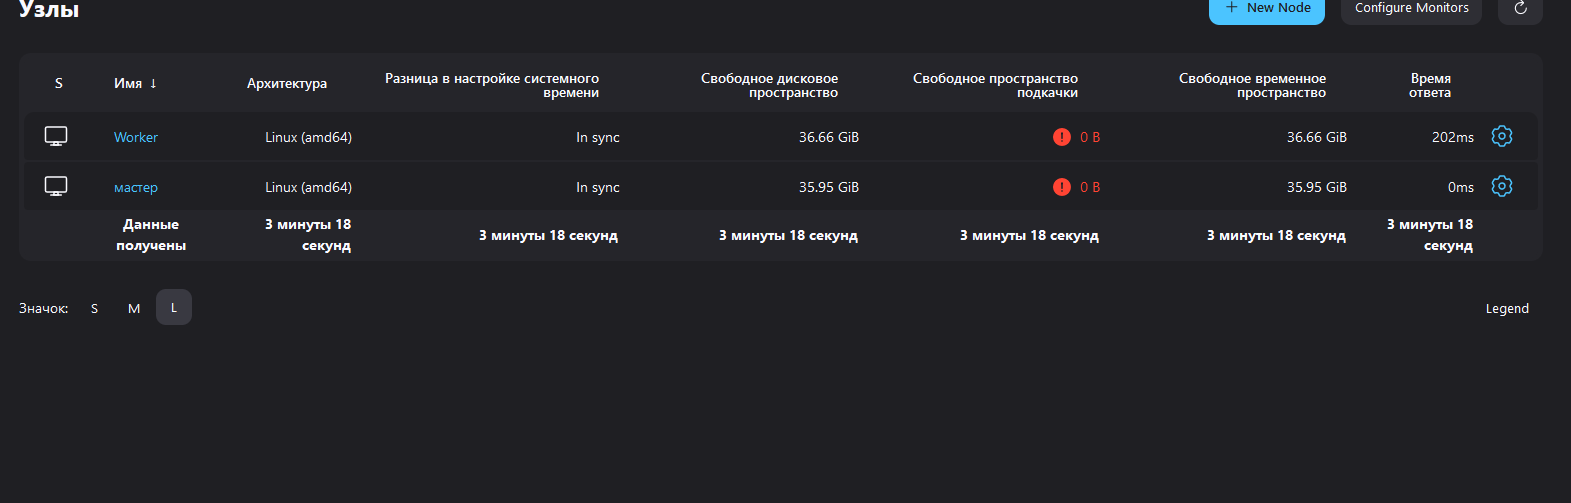 Узлы
New Node
Configure Monitors
S
Имя ↓
Архитектура
Разница в настройке системного
времени
Свободное дисковое
пространство
Свободное пространство
подкачки
Свободное временное
пространство
Время
ответа
Worker
Linux (amd64)
In sync
36.66 GiB
0 B
36.66 GiB
202ms
мастер
Linux (amd64)
In sync
35.95 GiB
0 B
35.95 GiB
0ms
Данные
получены
3 минуты 18
секунд
3 минуты 18 секунд
3 минуты 18 секунд
3 минуты 18 секунд
3 минуты 18 секунд
3 минуты 18
секунд
Значок:
S
M
L
Legend